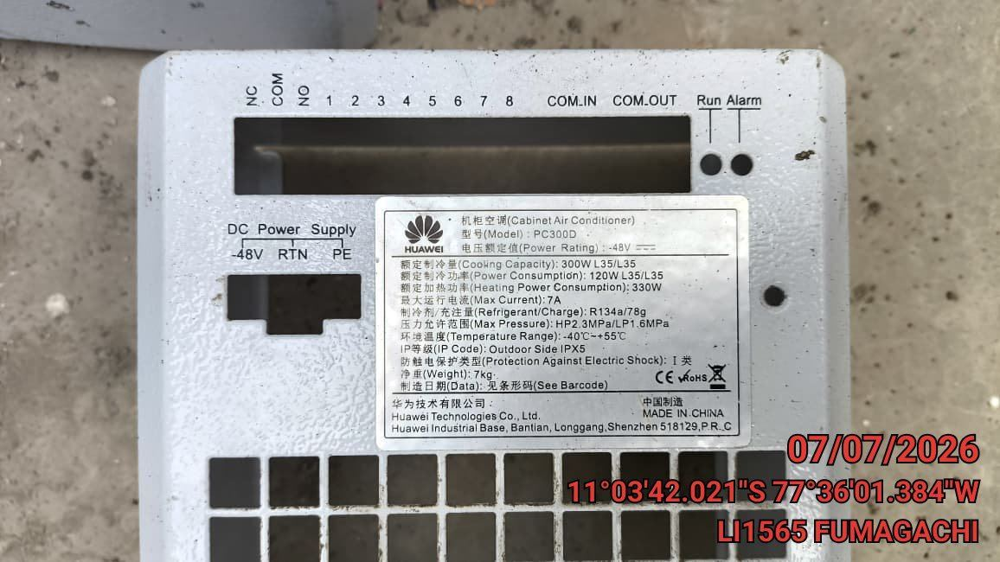 NC COM NO 1 2 3 4 5 6 7 8 COM_IN COM_OUT Run Alarm
DC Power Supply
-48V RTN PE
HUAWEI
机柜空调(Cabinet Air Conditioner)
型号(Model) : PC300D
电压额定值(Power Rating) : -48V
额定制冷量(Cooking Capacity): 300W L35/L35
额定制冷功率(Power Consumption): 120W L35/L35
额定加热功率(Heating Power Consumption): 330W
最大运行电流(Max Current): 7A
制冷剂/充注量(Refrigerant/Charge): R134a/78g
压力允许范围(Max Pressure): HP2.3MPa/LP1.6MPa
环境温度(Temperature Range): -40℃~+55℃
IP等级(IP Code): Outdoor Side IPX5
防触电保护类型(Protection Against Electric Shock): I 类
净重(Weight): 7kg
制造日期(Data): 见条形码(See Barcode)
CE RoHS
华为技术有限公司
Huawei Technologies Co., Ltd.
Huawei Industrial Base, Bantian, Longgang,Shenzhen 518129,P.R.C
中国制造
MADE IN CHINA
07/07/2026
11°03'42.021"S 77°36'01.384"W
LI1565 FUMAGACHI